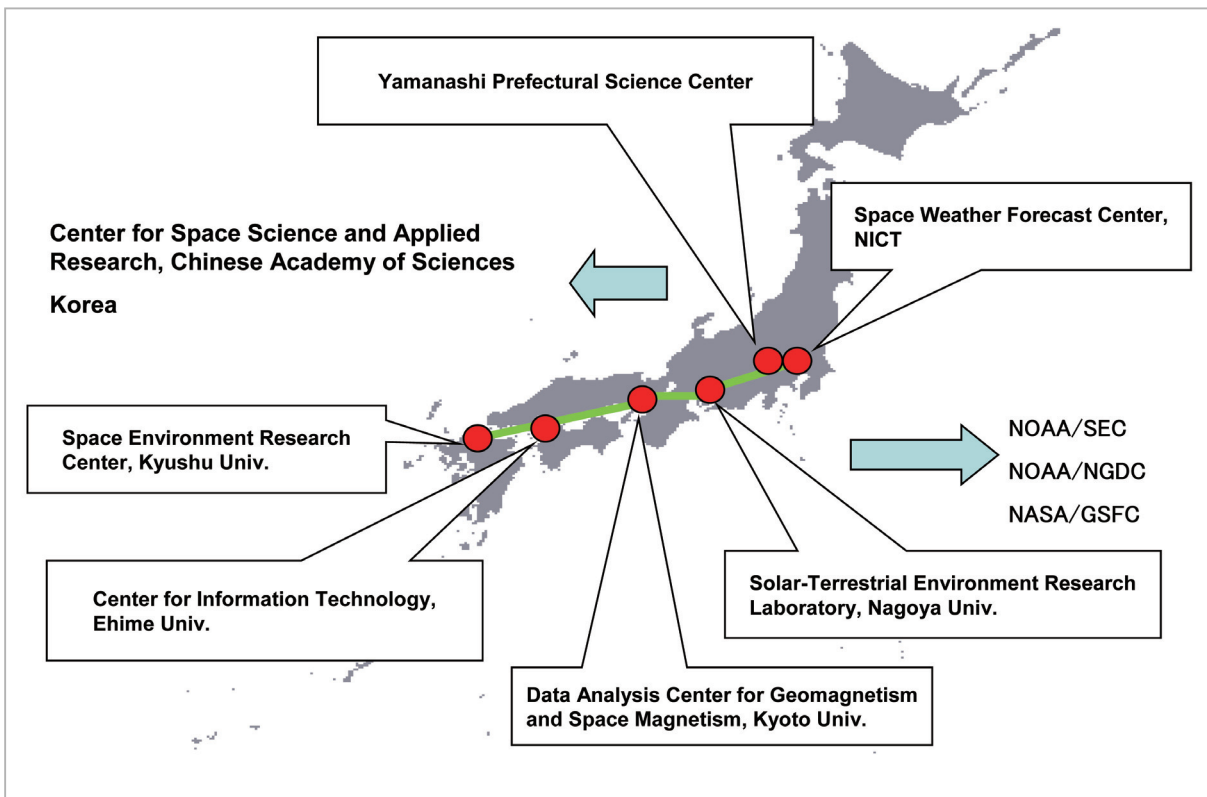 Yamanashi Prefectural Science Center
Space Weather Forecast Center,
NICT
Center for Space Science and Applied
Research, Chinese Academy of Sciences
Korea
Space Environment Research
Center, Kyushu Univ.
NOAA/SEC
NOAA/NGDC
NASA/GSFC
Center for Information Technology,
Ehime Univ.
Solar-Terrestrial Environment Research
Laboratory, Nagoya Univ.
Data Analysis Center for Geomagnetism
and Space Magnetism, Kyoto Univ.